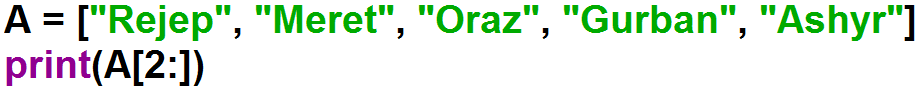 A = ["Rejep", "Meret", "Oraz", "Gurban", "Ashyr"]
print(A[2:])